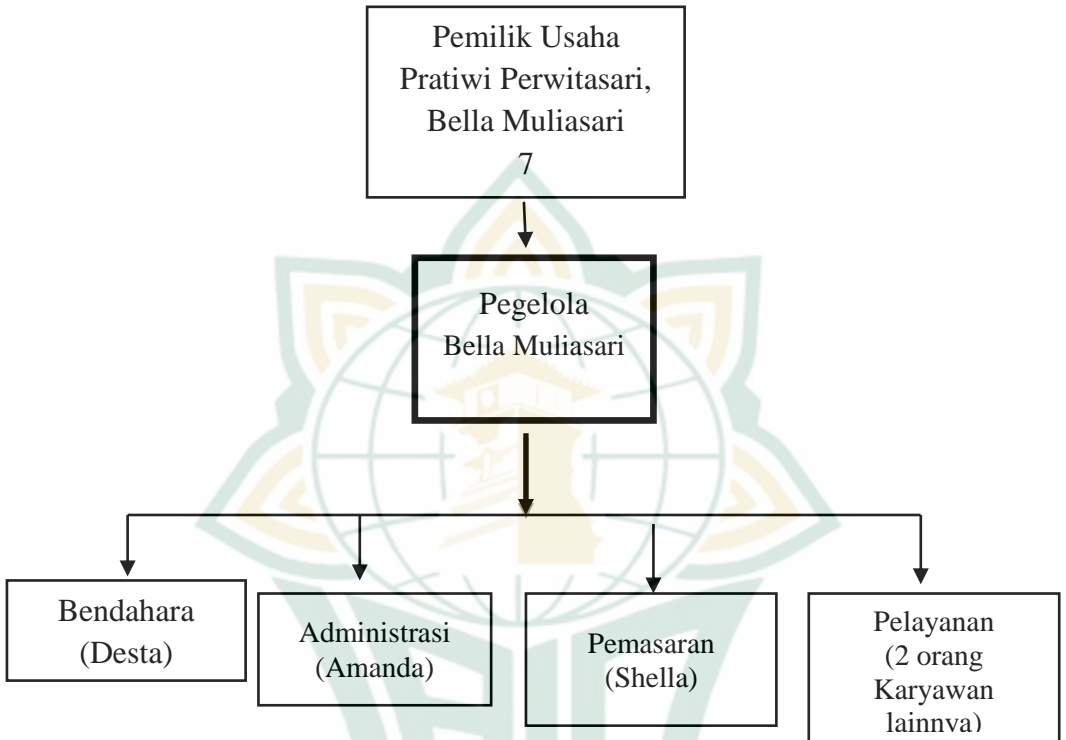 Pemilik Usaha
Pratiwi Perwitasari,
Bella Muliasari
7
Pegelola
Bella Muliasari
Bendahara
(Desta)
Administrasi
(Amanda)
Pemasaran
(Shella)
Pelayanan
(2 orang
Karyawan
lainnya)